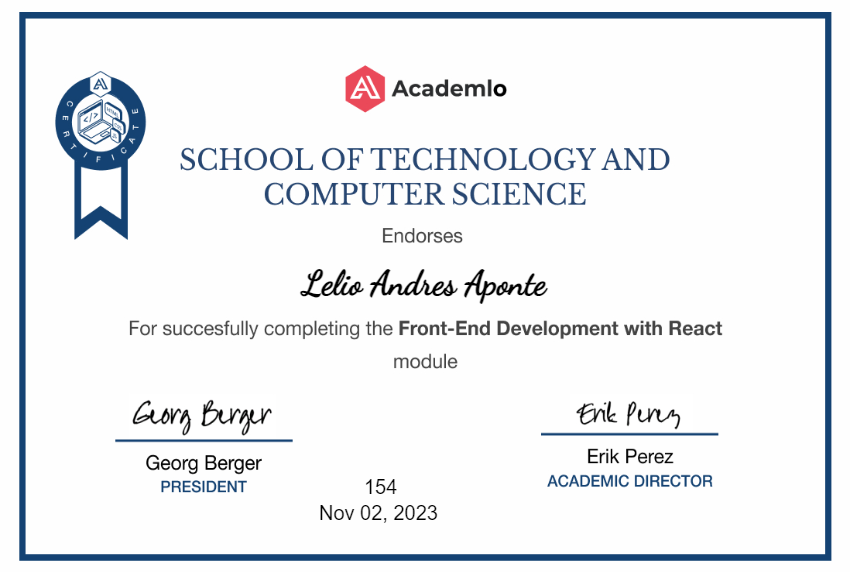 Academlo
CERTIFICATE
</>
SCHOOL OF TECHNOLOGY AND
COMPUTER SCIENCE
Endorses
Lelio Andres Aponte
For succesfully completing the Front-End Development with React
module
Georg Berger
Erik Perez
Georg Berger
Erik Perez
PRESIDENT
ACADEMIC DIRECTOR
154
Nov 02, 2023